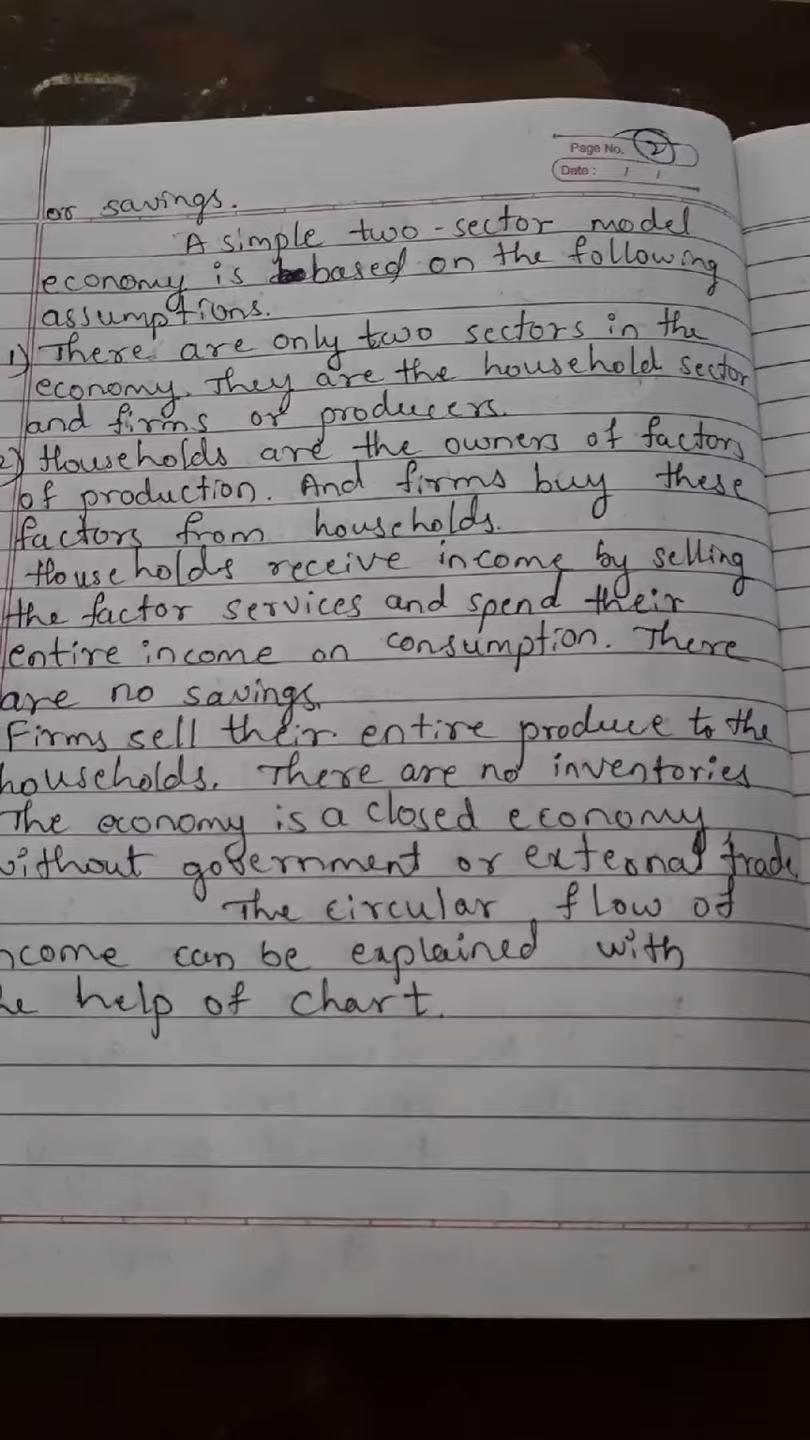 Page No. 2
Date : / /
or savings.
A simple two-sector model
economy is based on the following
assumptions.
1) There are only two sectors in the
economy. They are the household sector
and firms or producers.
2) Households are the owners of factors
of production. And firms buy these
factors from households.
Households receive income by selling
the factor services and spend their
entire income on consumption. There
are no savings.
Firms sell their entire produce to the
households. There are no inventories
The economy is a closed economy
without government or external trade
The circular flow of
ncome can be explained with
he help of chart.